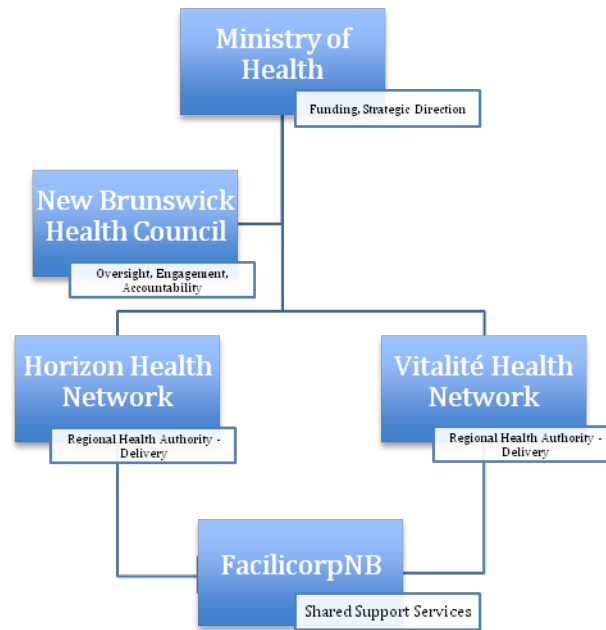 Ministry of
Health
Funding, Strategic Direction
New Brunswick
Health Council
Oversight, Engagement,
Accountability
Horizon Health
Network
Regional Health Authority -
Delivery
Vitalité Health
Network
Regional Health Authority -
Delivery
FacilicorpNB
Shared Support Services